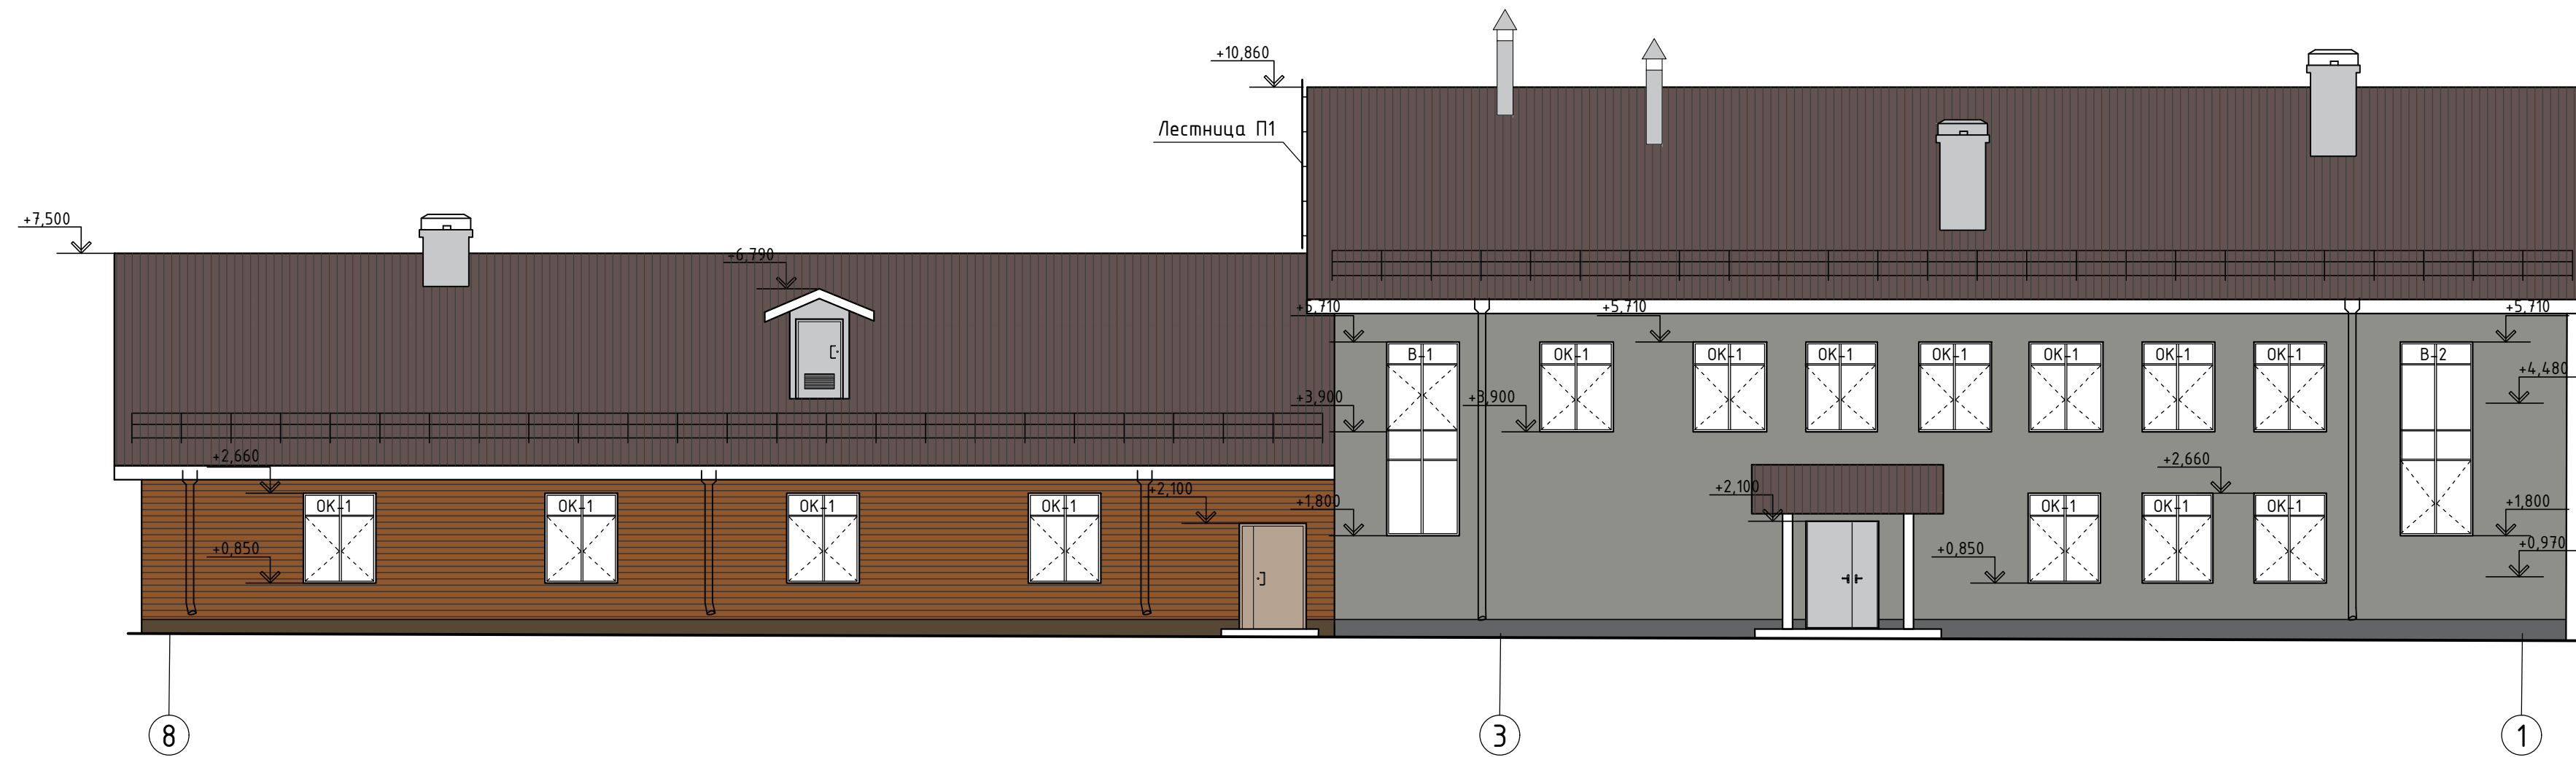 +10,860
Лестница П1
+7,500
+6,790
+5,710
+5,710
+5,710
В-1
ОК-1
ОК-1
ОК-1
ОК-1
ОК-1
ОК-1
ОК-1
В-2
+4,480
+3,900
+3,900
+2,660
+2,660
+2,100
+2,100
+1,800
+1,800
ОК-1
ОК-1
ОК-1
ОК-1
ОК-1
ОК-1
ОК-1
+0,850
+0,850
+0,970
8
3
1